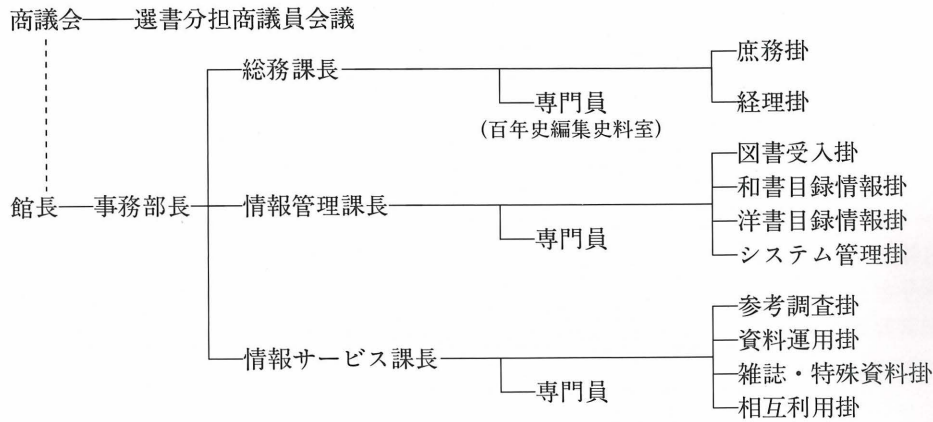 商議会 選書分担商議員会議
総務課長
専門員
(百年史編集史料室)
庶務掛
経理掛
館長 事務部長 情報管理課長
専門員
図書受入掛
和書目録情報掛
洋書目録情報掛
システム管理掛
情報サービス課長
専門員
参考調査掛
資料運用掛
雑誌・特殊資料掛
相互利用掛